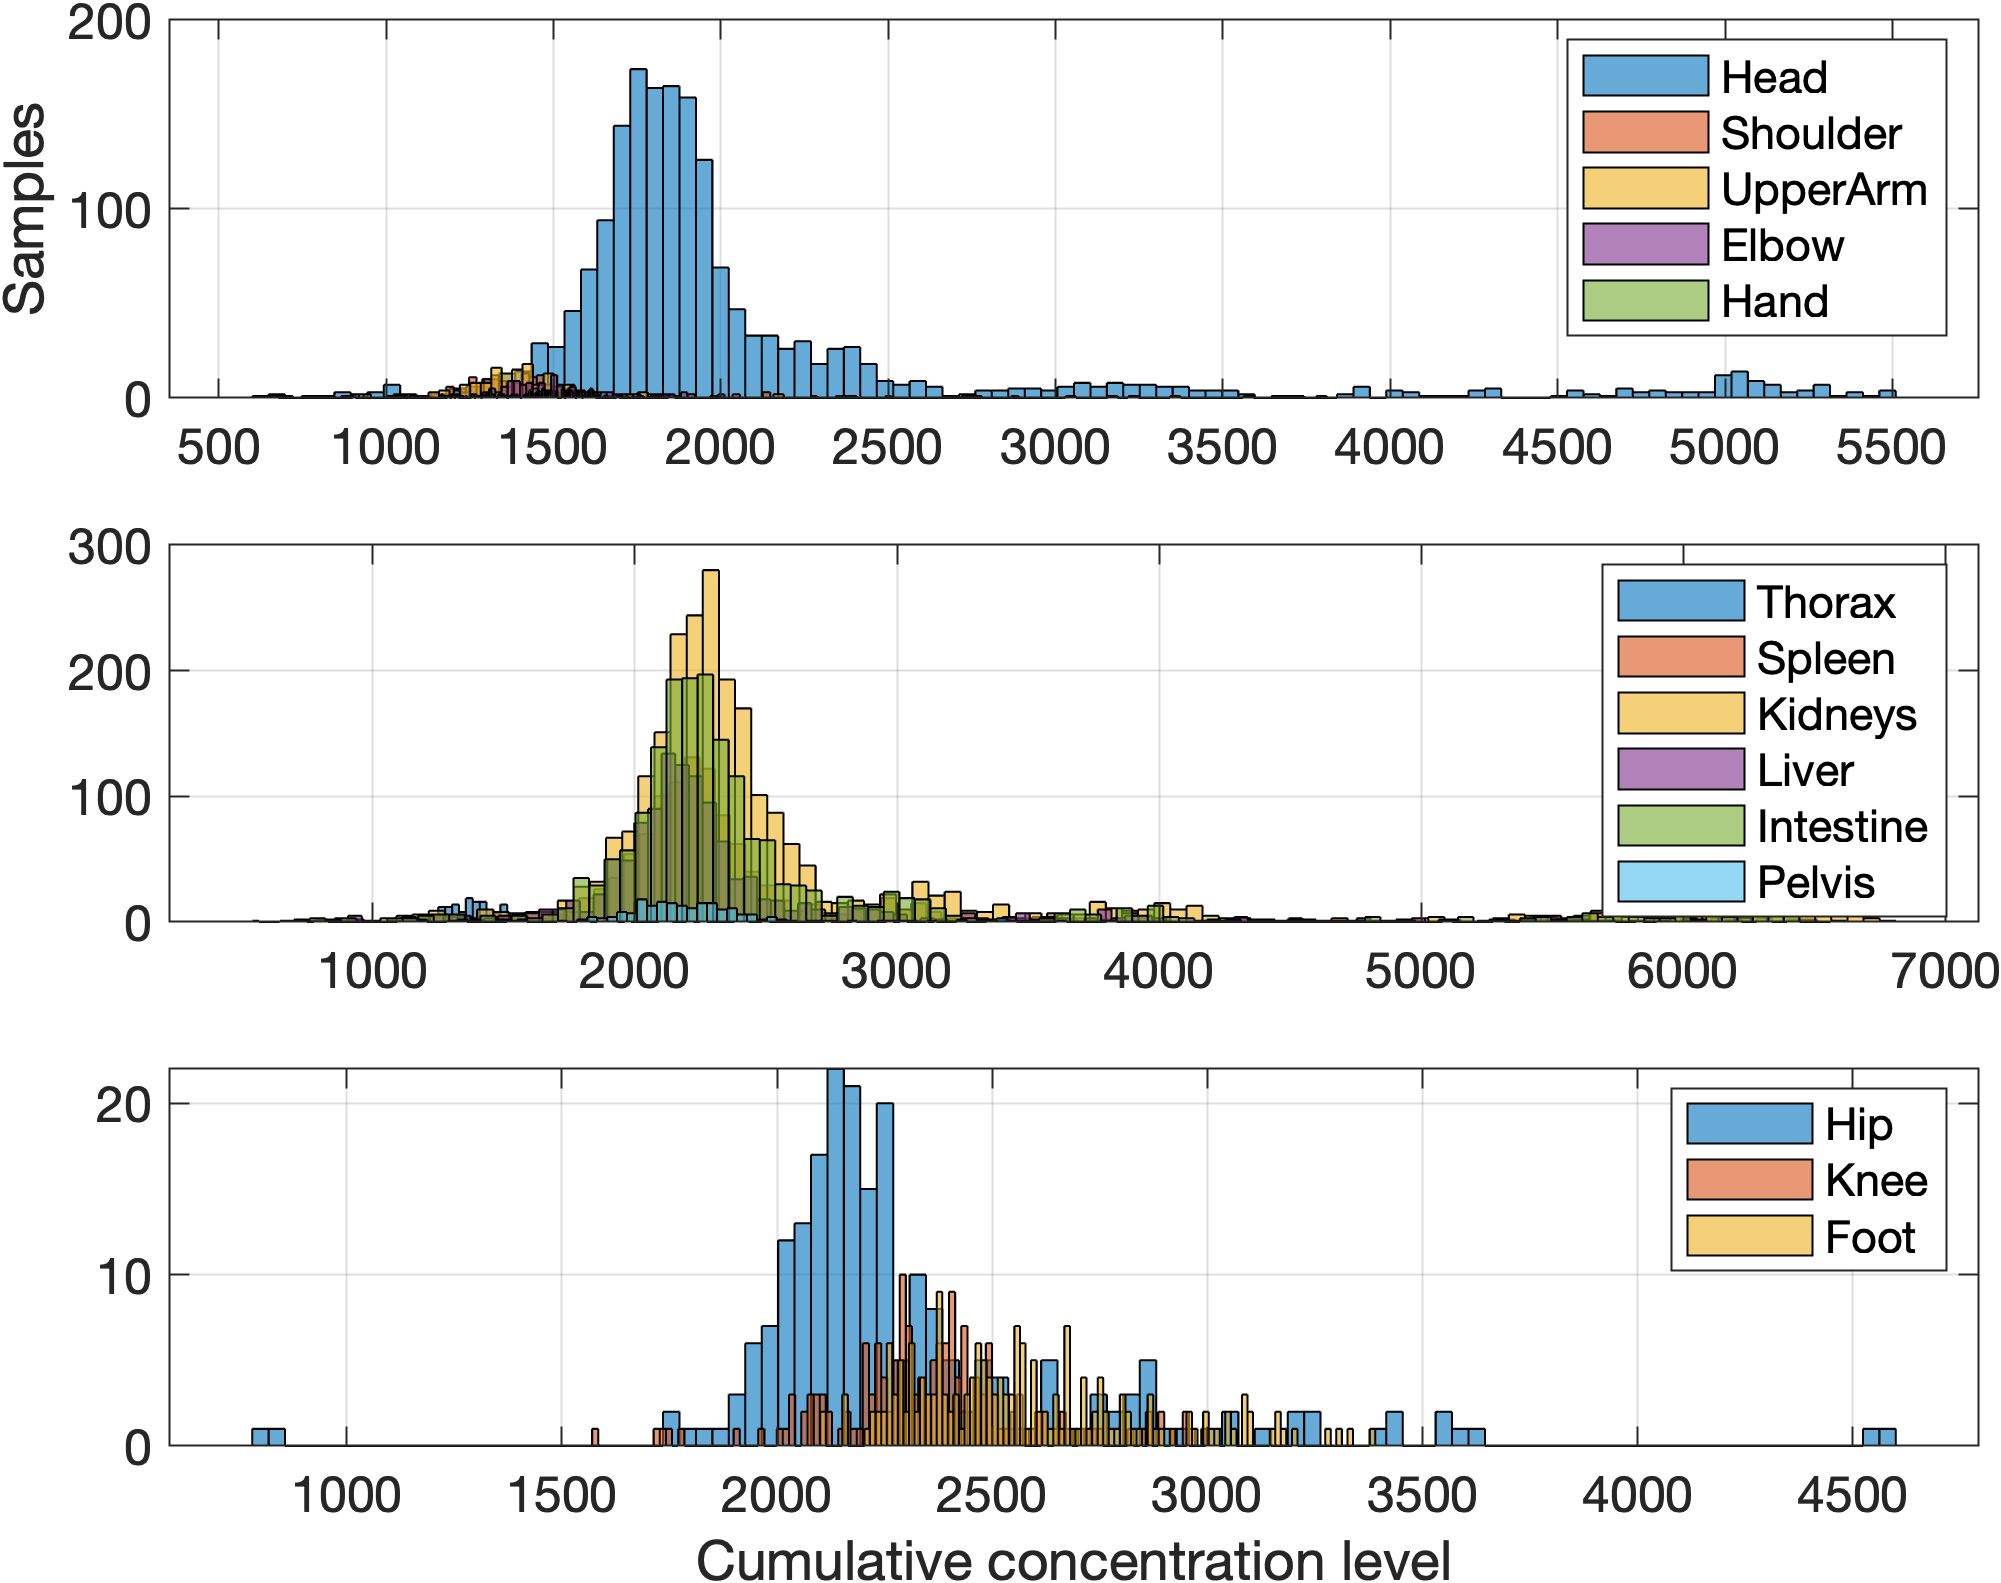 Samples
200
100
0
500 1000 1500 2000 2500 3000 3500 4000 4500 5000 5500
Head
Shoulder
UpperArm
Elbow
Hand
300
200
100
0
1000 2000 3000 4000 5000 6000 7000
Thorax
Spleen
Kidneys
Liver
Intestine
Pelvis
20
10
0
1000 1500 2000 2500 3000 3500 4000 4500
Hip
Knee
Foot
Cumulative concentration level